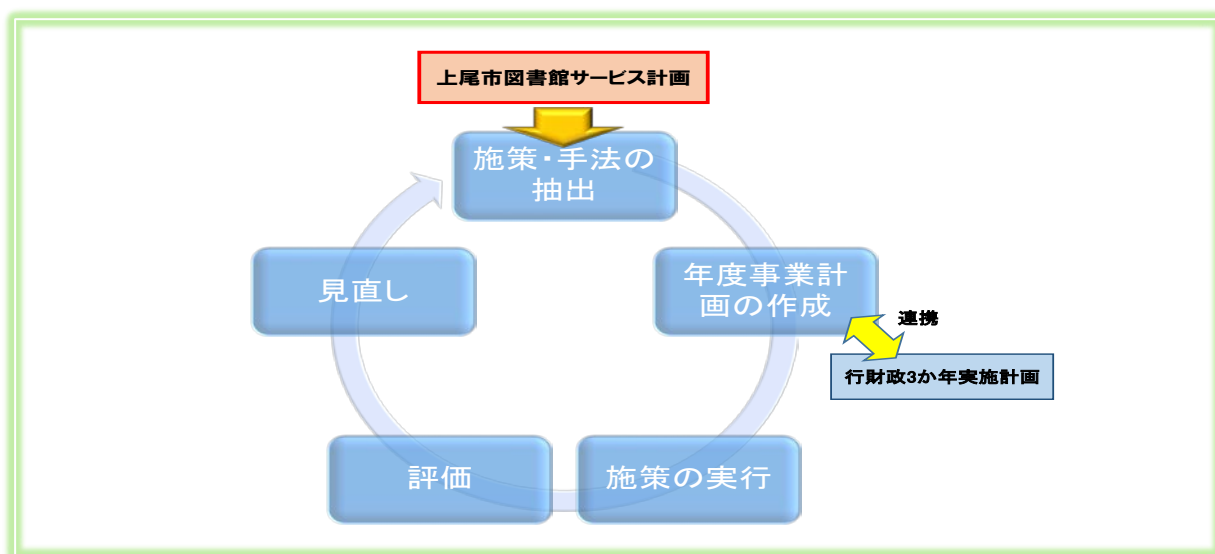 上尾市図書館サービス計画
施策・手法の
抽出
年度事業計
画の作成
連携
行財政3か年実施計画
施策の実行
評価
見直し